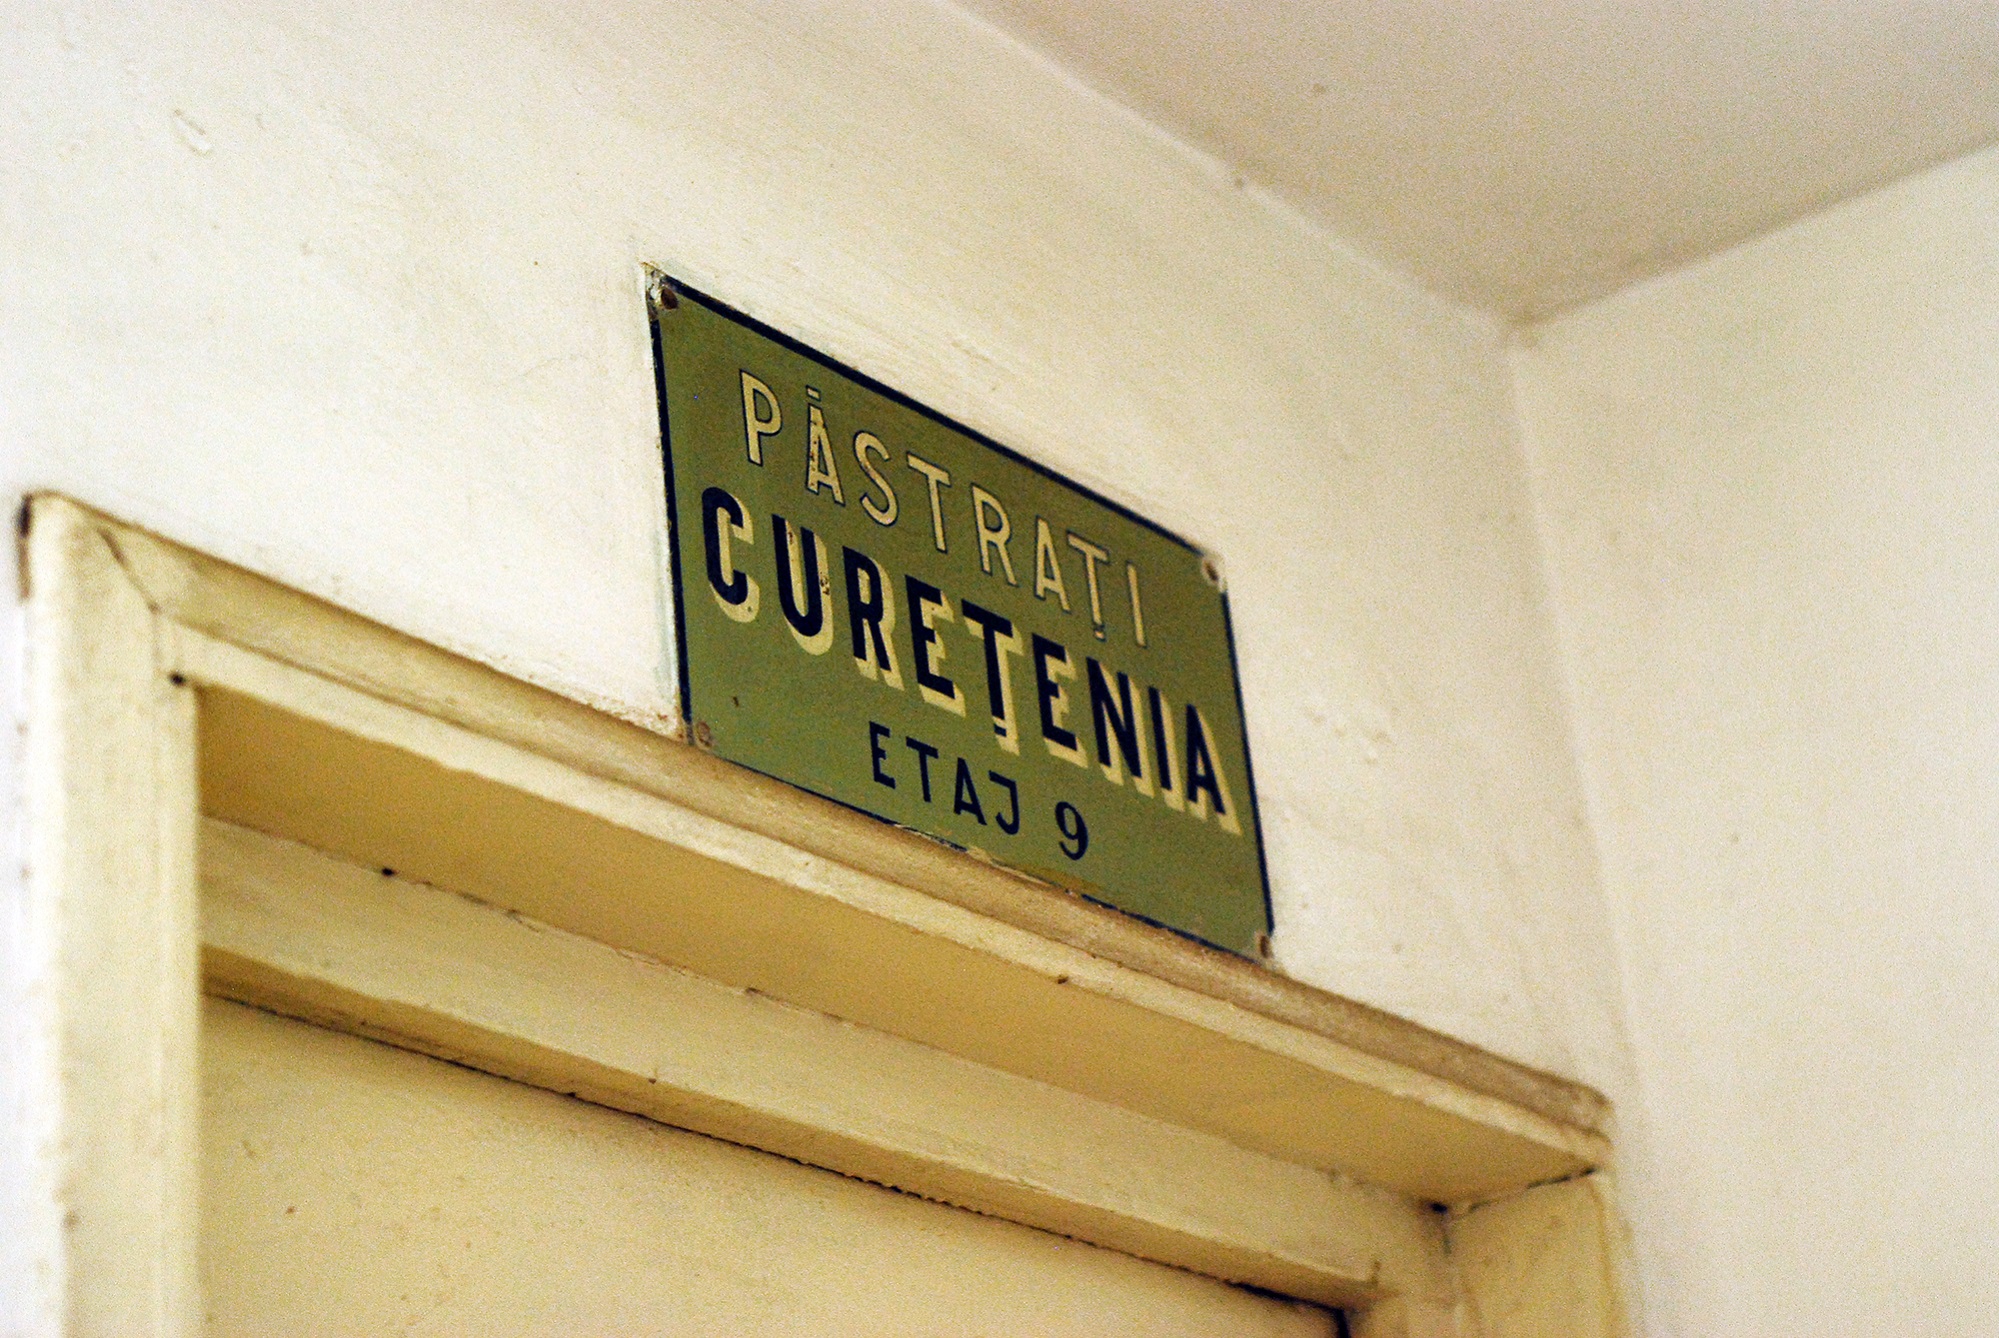 PĂSTRAȚI
CUREȚENIA
ETAJ 9